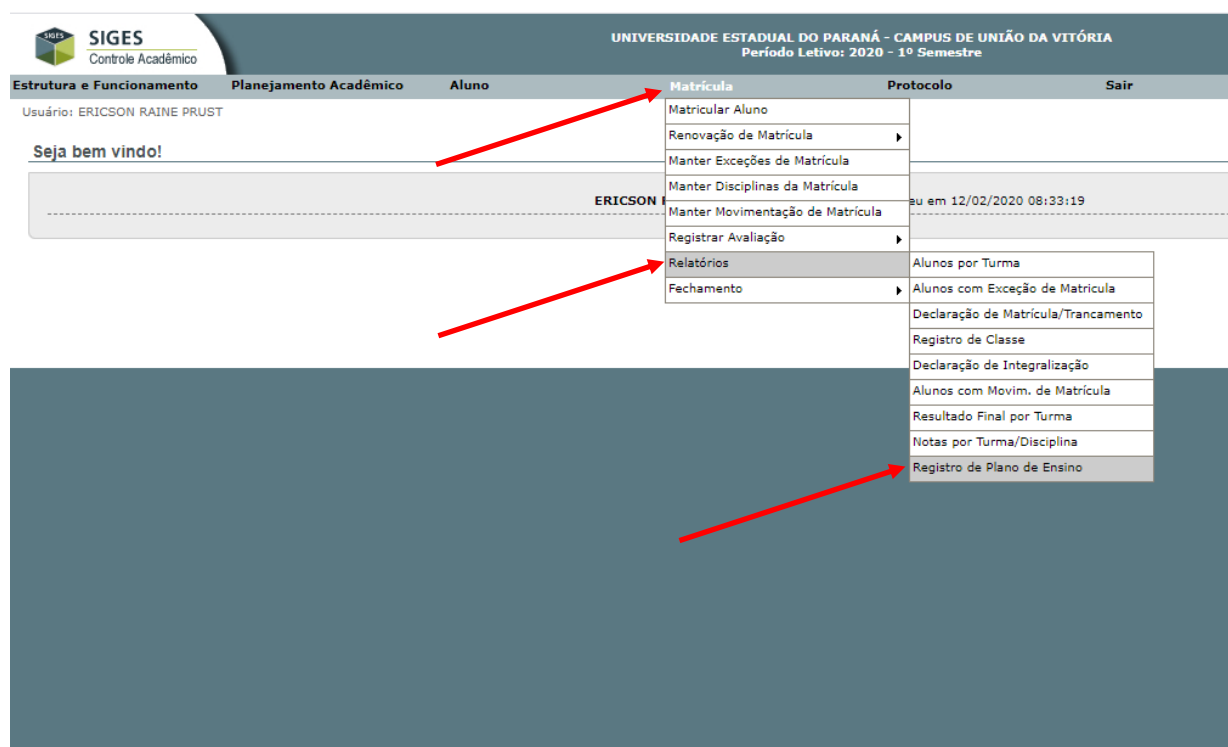 SIGES
SIGES
Controle Acadêmico
UNIVERSIDADE ESTADUAL DO PARANÁ - CAMPUS DE UNIÃO DA VITÓRIA
Período Letivo: 2020 - 1º Semestre
Estrutura e Funcionamento Planejamento Acadêmico Aluno Matrícula Protocolo Sair
Usuário: ERICSON RAINE PRUST
Seja bem vindo!
ERICSON
eu em 12/02/2020 08:33:19
Matricular Aluno
Renovação de Matrícula
Manter Exceções de Matrícula
Manter Disciplinas da Matrícula
Manter Movimentação de Matrícula
Registrar Avaliação
Relatórios
Fechamento
Alunos por Turma
Alunos com Exceção de Matricula
Declaração de Matrícula/Trancamento
Registro de Classe
Declaração de Integralização
Alunos com Movim. de Matrícula
Resultado Final por Turma
Notas por Turma/Disciplina
Registro de Plano de Ensino